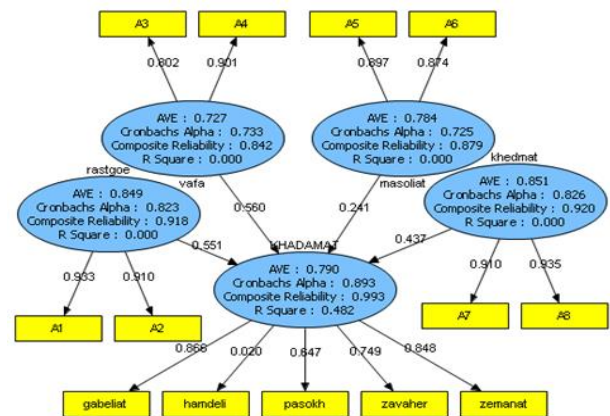 A3
A4
A5
A6
0.802
0.901
0.897
0.874
AVE : 0.727
Cronbachs Alpha : 0.733
Composite Reliability : 0.842
R Square : 0.000
vafa
AVE : 0.784
Cronbachs Alpha : 0.725
Composite Reliability : 0.879
R Square : 0.000
masoliat
rastgoe
AVE : 0.849
Cronbachs Alpha : 0.823
Composite Reliability : 0.918
R Square : 0.000
khedmat
AVE : 0.851
Cronbachs Alpha : 0.826
Composite Reliability : 0.920
R Square : 0.000
0.560
0.241
0.551
0.437
KHADAMAT
AVE : 0.790
Cronbachs Alpha : 0.893
Composite Reliability : 0.993
R Square : 0.482
0.933
0.910
0.910
0.935
A1
A2
A7
A8
0.866
0.020
0.647
0.749
0.848
gabeliat
hamdeli
pasokh
zavaher
zemanat